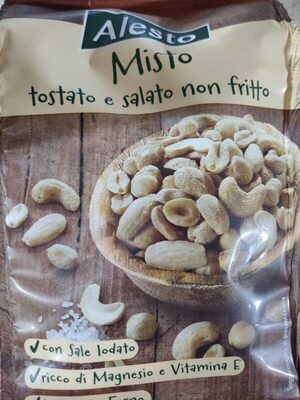 Alesto
Misto
tostato e salato non fritto
✓con Sale Iodato
✓ricco di Magnesio e Vitamina E